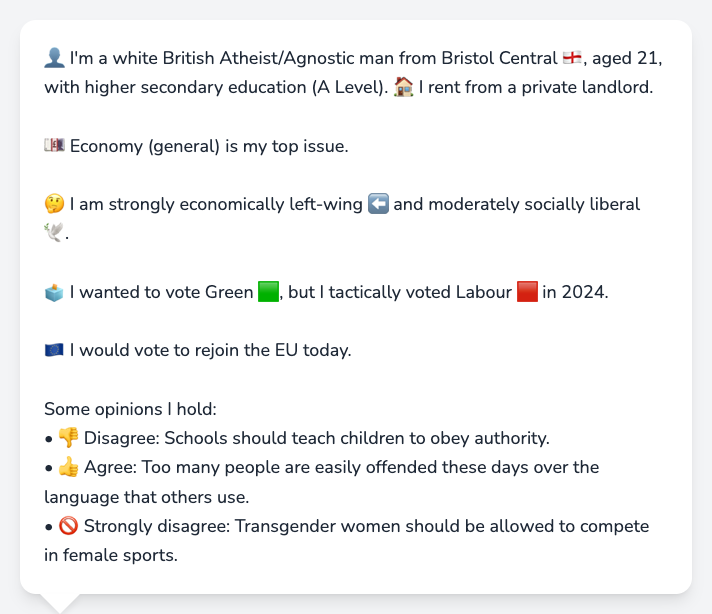 👤 I'm a white British Atheist/Agnostic man from Bristol Central 🏴󠁧󠁢󠁥󠁮󠁧󠁿, aged 21,
with higher secondary education (A Level). 🏠 I rent from a private landlord.
💷 Economy (general) is my top issue.
🤔 I am strongly economically left-wing ⬅️ and moderately socially liberal
🕊️.
🗳️ I wanted to vote Green 🟩, but I tactically voted Labour 🟥 in 2024.
🇪🇺 I would vote to rejoin the EU today.
Some opinions I hold:
• 👎 Disagree: Schools should teach children to obey authority.
• 👍 Agree: Too many people are easily offended these days over the
language that others use.
• 🚫 Strongly disagree: Transgender women should be allowed to compete
in female sports.